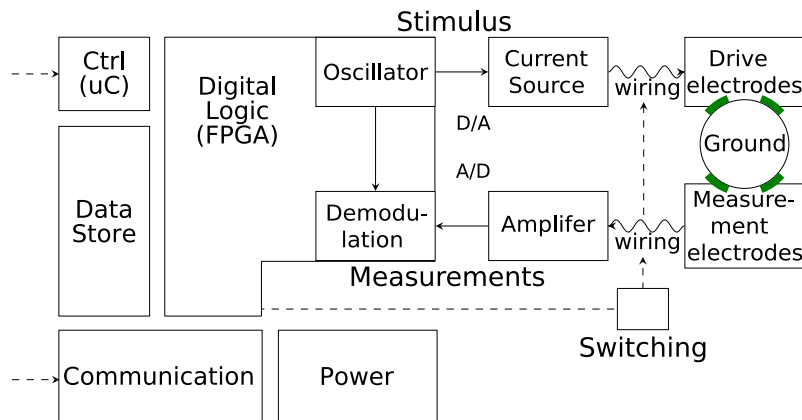 Stimulus
Ctrl
(uC)
Digital
Logic
(FPGA)
Oscillator
Current
Source
wiring
Drive
electrodes
D/A
A/D
Ground
Data
Store
Demodu-
lation
Amplifer
wiring
Measure-
ment
electrodes
Measurements
Switching
Communication
Power